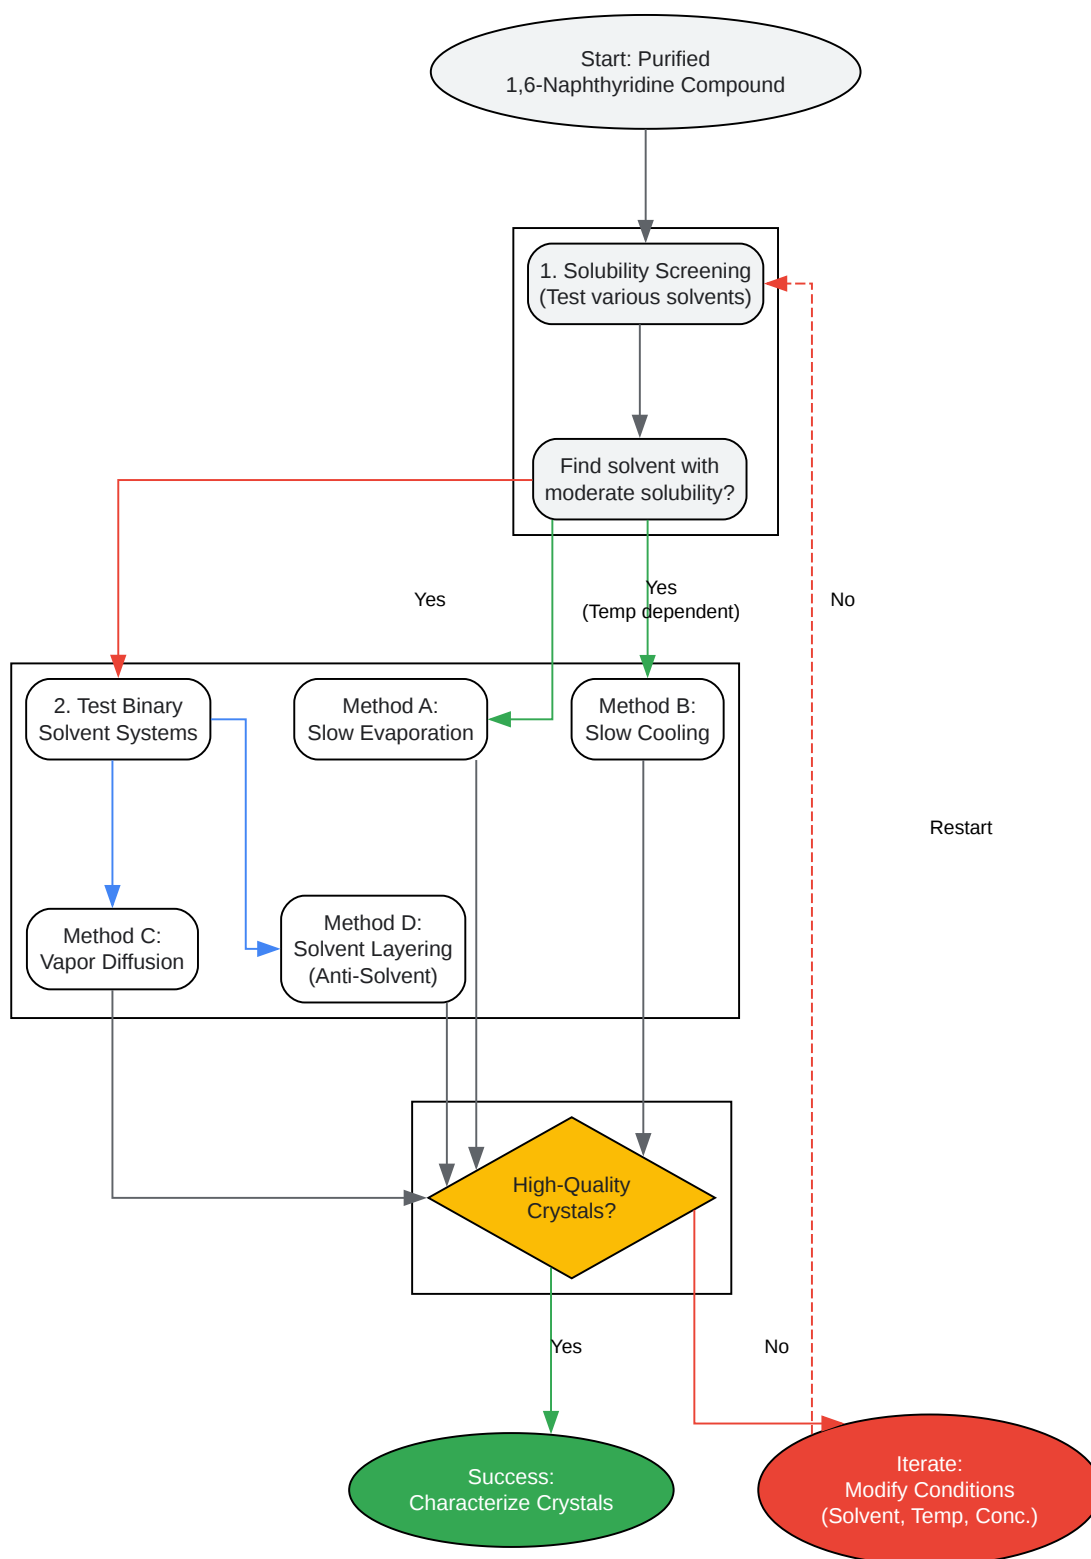 Start: Purified
1,6-Naphthyridine Compound
1. Solubility Screening
(Test various solvents)
Find solvent with
moderate solubility?
Yes
Yes
(Temp dependent)
No
2. Test Binary
Solvent Systems
Method A:
Slow Evaporation
Method B:
Slow Cooling
Restart
Method C:
Vapor Diffusion
Method D:
Solvent Layering
(Anti-Solvent)
High-Quality
Crystals?
Yes
No
Success:
Characterize Crystals
Iterate:
Modify Conditions
(Solvent, Temp, Conc.)